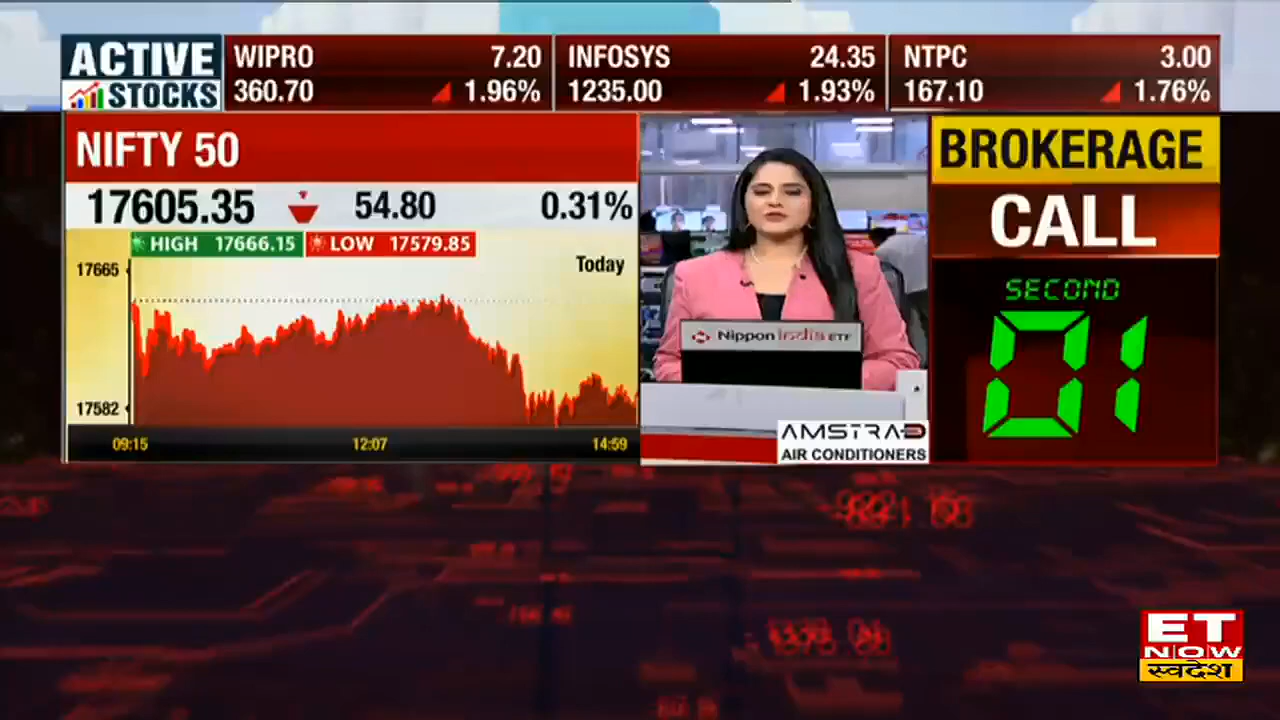 ACTIVE
STOCKS
WIPRO 7.20
360.70 1.96%
INFOSYS 24.35
1235.00 1.93%
NTPC 3.00
167.10 1.76%
NIFTY 50
17605.35 54.80 0.31%
HIGH 17666.15 LOW 17579.85
Today
17665
17582
09:15 12:07 14:59
Nippon India ETF
AMSTRAD
AIR CONDITIONERS
BROKERAGE
CALL
SECOND
01
ET
NOW
स्वदेश